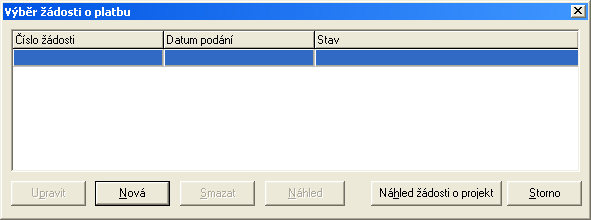 Výběr žádosti o platbu
Číslo žádosti Datum podání Stav
Upravit Nová Smazat Náhled Náhled žádosti o projekt Storno